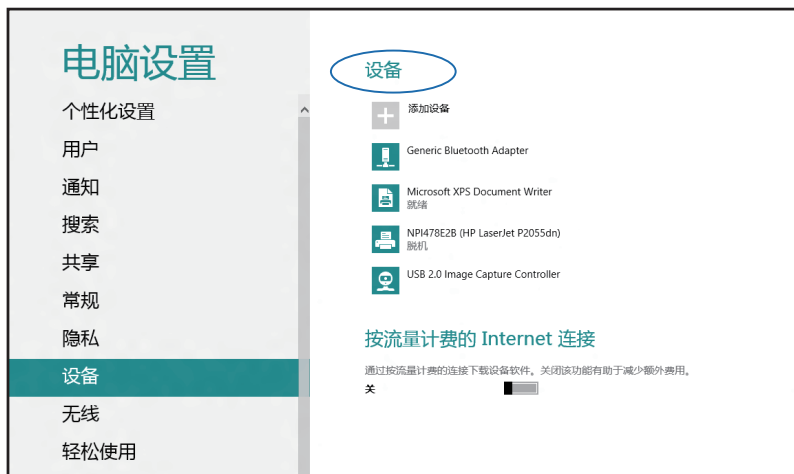 电脑设置
个性化设置
用户
通知
搜索
共享
常规
隐私
设备
无线
轻松使用
设备
添加设备
Generic Bluetooth Adapter
Microsoft XPS Document Writer
就绪
NPI478E2B (HP LaserJet P2055dn)
脱机
USB 2.0 Image Capture Controller
按流量计费的 Internet 连接
通过按流量计费的连接下载设备软件。关闭该功能有助于减少额外费用。
关